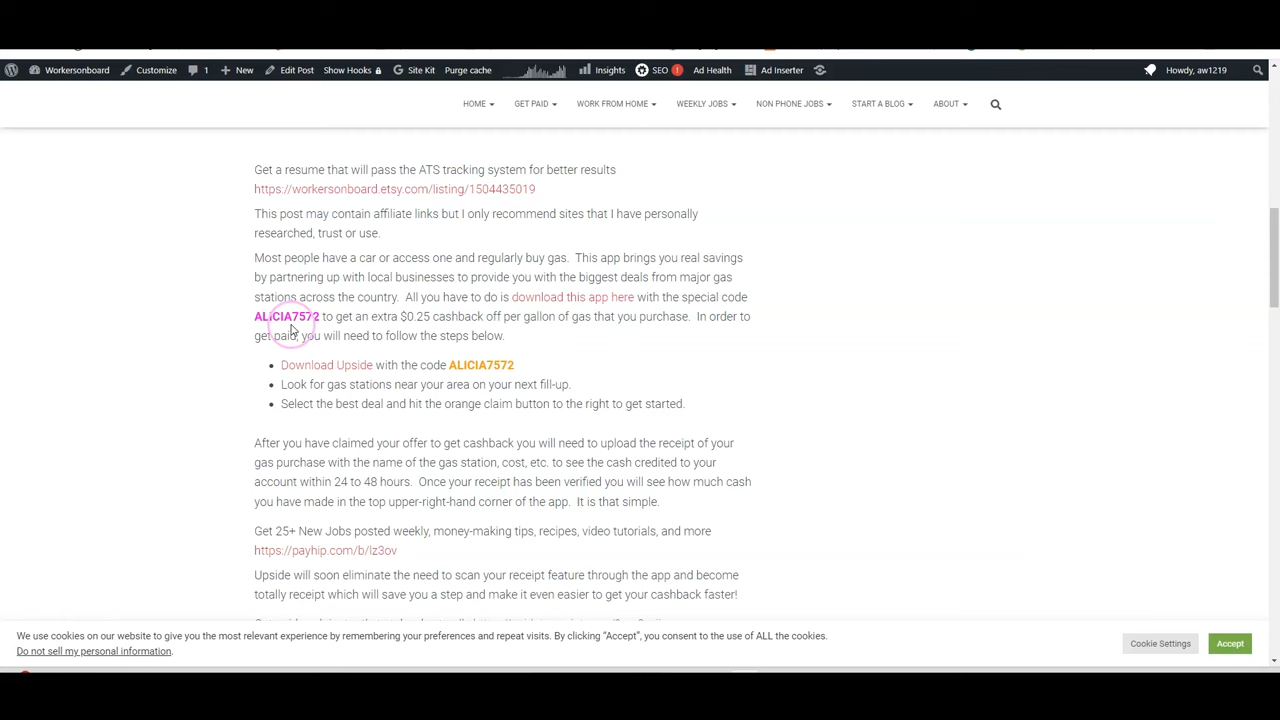 Workersonboard Customize 1 New Edit Post Show Hooks Site Kit Purge cache Insights SEO ! Ad Health Ad Inserter Howdy, aw1219
HOME GET PAID WORK FROM HOME WEEKLY JOBS NON PHONE JOBS START A BLOG ABOUT
Get a resume that will pass the ATS tracking system for better results
https://workersonboard.etsy.com/listing/1504435019
This post may contain affiliate links but I only recommend sites that I have personally
researched, trust or use.
Most people have a car or access one and regularly buy gas. This app brings you real savings
by partnering up with local businesses to provide you with the biggest deals from major gas
stations across the country. All you have to do is download this app here with the special code
ALICIA7572 to get an extra $0.25 cashback off per gallon of gas that you purchase. In order to
get paid, you will need to follow the steps below.
Download Upside with the code ALICIA7572
Look for gas stations near your area on your next fill-up.
Select the best deal and hit the orange claim button to the right to get started.
After you have claimed your offer to get cashback you will need to upload the receipt of your
gas purchase with the name of the gas station, cost, etc. to see the cash credited to your
account within 24 to 48 hours. Once your receipt has been verified you will see how much cash
you have made in the top upper-right-hand corner of the app. It is that simple.
Get 25+ New Jobs posted weekly, money-making tips, recipes, video tutorials, and more
https://payhip.com/b/lz3ov
Upside will soon eliminate the need to scan your receipt feature through the app and become
totally receipt which will save you a step and make it even easier to get your cashback faster!
We use cookies on our website to give you the most relevant experience by remembering your preferences and repeat visits. By clicking “Accept”, you consent to the use of ALL the cookies.
Do not sell my personal information.
Cookie Settings Accept